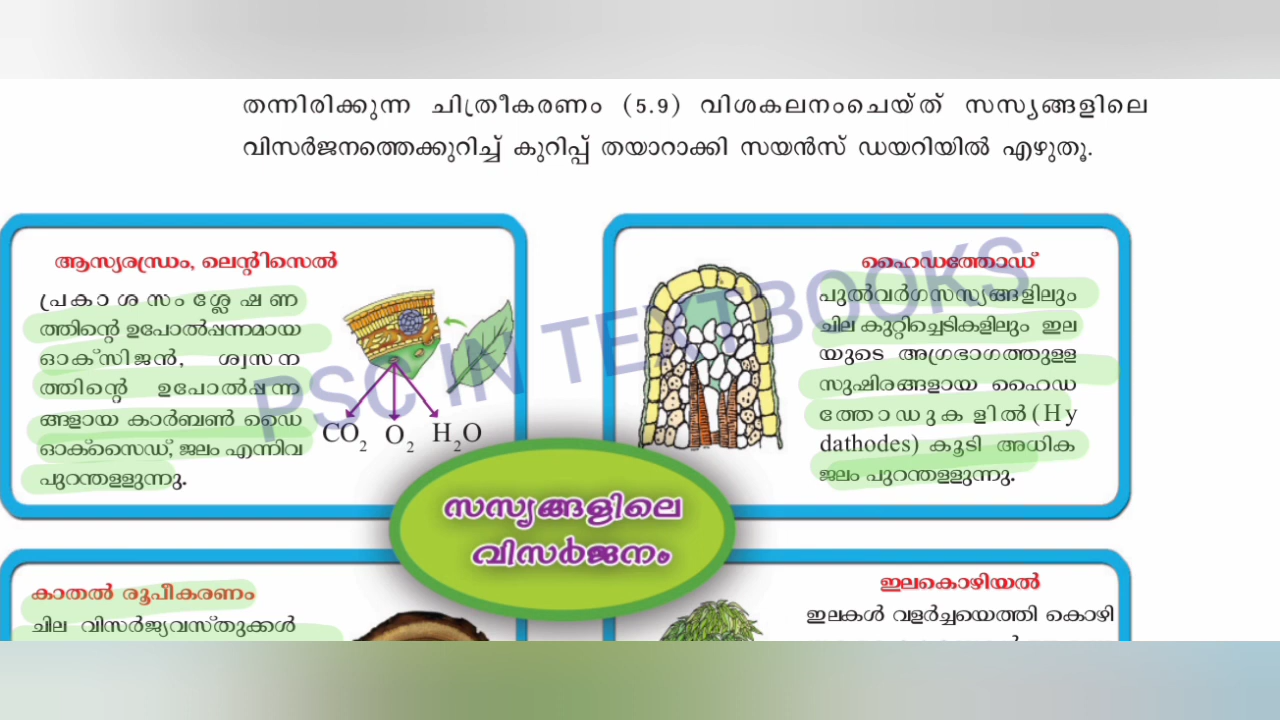 തന്നിരിക്കുന്ന ചിത്രീകരണം (5.9) വിശകലനംചെയ്ത് സസ്യങ്ങളിലെ
വിസർജനത്തെക്കുറിച്ച് കുറിപ്പ് തയാറാക്കി സയൻസ് ഡയറിയിൽ എഴുതൂ.
ആസ്യരന്ധ്രം, ലെന്റിസെൽ
പ്രകാശസംശ്ലേഷണ
ത്തിന്റെ ഉപോൽപ്പന്നമായ
ഓക്സിജൻ, ശ്വസന
ത്തിന്റെ ഉപോൽപ്പന്ന
ങ്ങളായ കാർബൺ ഡൈ
ഓക്സൈഡ്, ജലം എന്നിവ
പുറന്തള്ളുന്നു.
CO2 O2 H2O
ഹൈഡത്തോഡ്
പുൽവർഗസസ്യങ്ങളിലും
ചില കുറ്റിച്ചെടികളിലും ഇല
യുടെ അഗ്രഭാഗത്തുള്ള
സുഷിരങ്ങളായ ഹൈഡ
ത്തോഡുകളിൽ (Hy
dathodes) കൂടി അധിക
ജലം പുറന്തള്ളുന്നു.
PSC IN TEXTBOOKS
സസ്യങ്ങളിലെ
വിസർജനം
കാതൽ രൂപീകരണം
ചില വിസർജ്യവസ്തുക്കൾ
ഇലകൊഴിയൽ
ഇലകൾ വളർച്ചയെത്തി കൊഴി